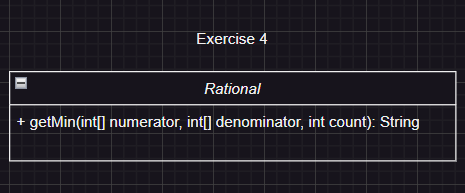 Exercise 4
Rational
+ getMin(int[] numerator, int[] denominator, int count): String